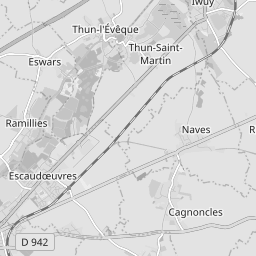 Iwuy
Thun-l'Évêque
Thun-Saint-
Martin
Eswars
Ramillies
Naves
R
Escaudœuvres
Cagnoncles
D 942